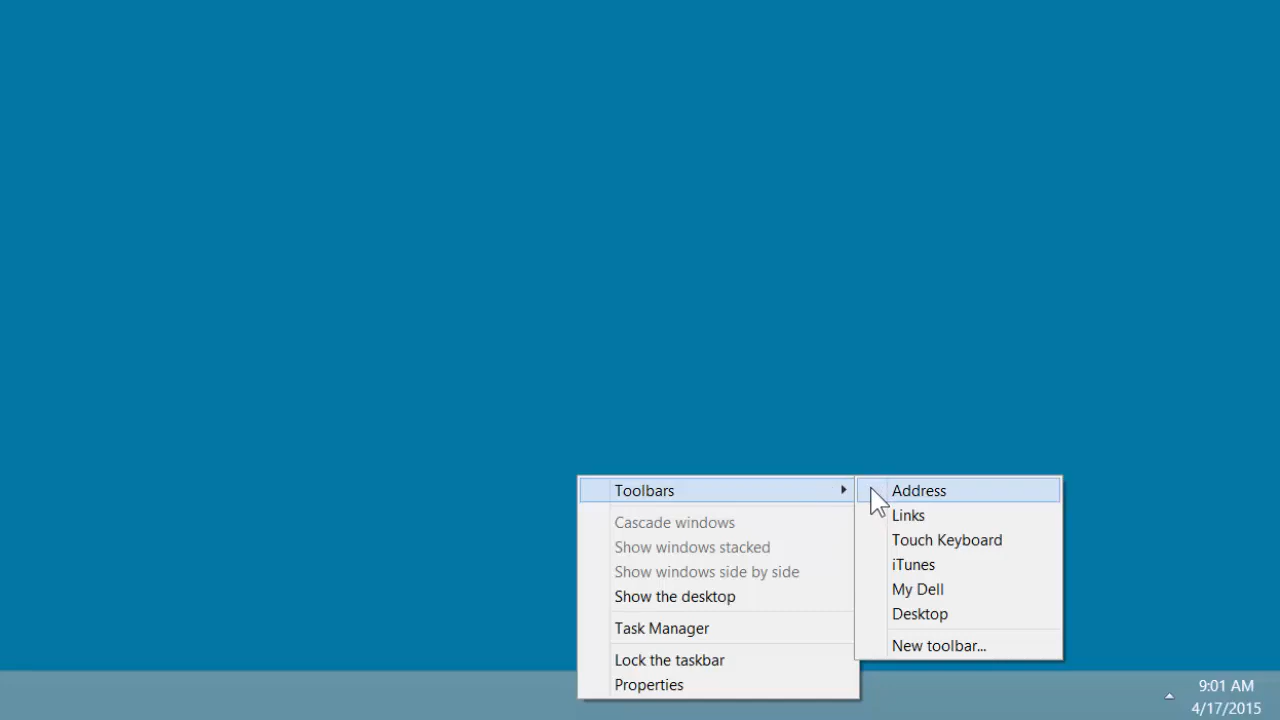 Toolbars
Cascade windows
Show windows stacked
Show windows side by side
Show the desktop
Task Manager
Lock the taskbar
Properties
Address
Links
Touch Keyboard
iTunes
My Dell
Desktop
New toolbar...
9:01 AM
4/17/2015